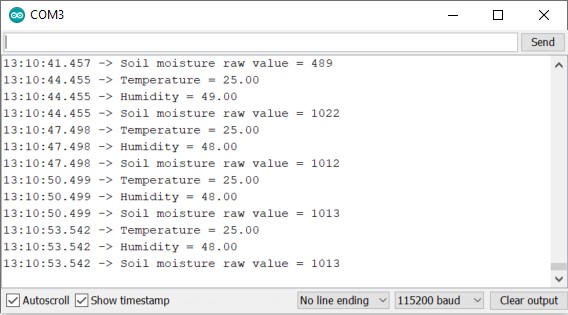 COM3
Send
13:10:41.457 -> Soil moisture raw value = 489
13:10:44.455 -> Temperature = 25.00
13:10:44.455 -> Humidity = 49.00
13:10:44.455 -> Soil moisture raw value = 1022
13:10:47.498 -> Temperature = 25.00
13:10:47.498 -> Humidity = 48.00
13:10:47.498 -> Soil moisture raw value = 1012
13:10:50.499 -> Temperature = 25.00
13:10:50.499 -> Humidity = 48.00
13:10:50.499 -> Soil moisture raw value = 1013
13:10:53.542 -> Temperature = 25.00
13:10:53.542 -> Humidity = 48.00
13:10:53.542 -> Soil moisture raw value = 1013
Autoscroll Show timestamp No line ending 115200 baud Clear output